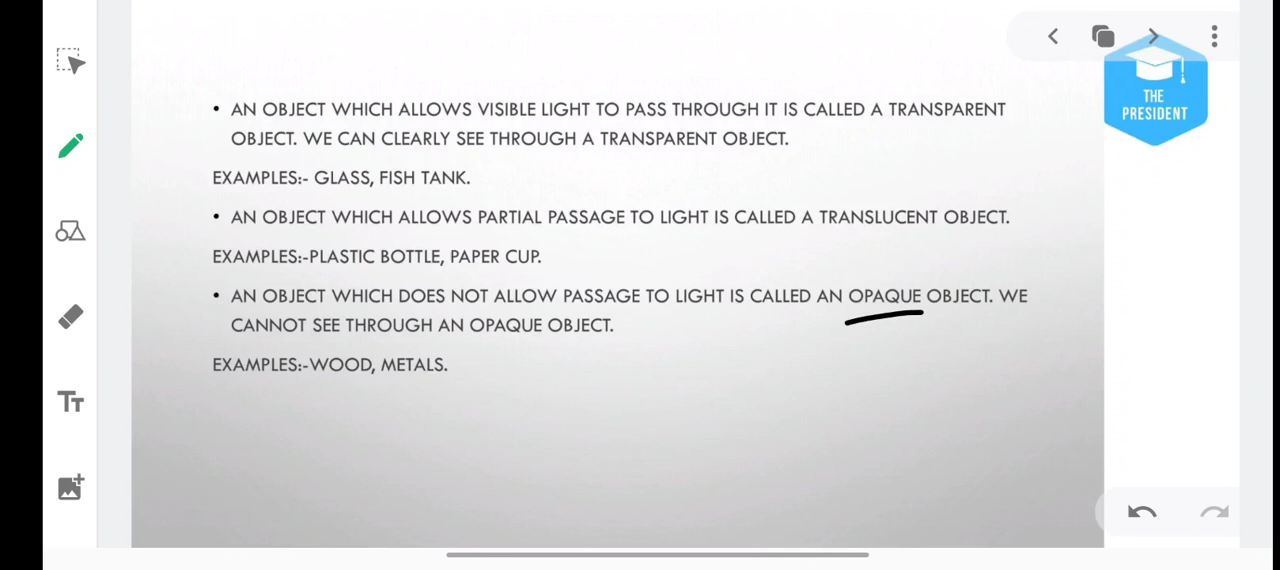 • AN OBJECT WHICH ALLOWS VISIBLE LIGHT TO PASS THROUGH IT IS CALLED A TRANSPARENT
OBJECT. WE CAN CLEARLY SEE THROUGH A TRANSPARENT OBJECT.
EXAMPLES:- GLASS, FISH TANK.
• AN OBJECT WHICH ALLOWS PARTIAL PASSAGE TO LIGHT IS CALLED A TRANSLUCENT OBJECT.
EXAMPLES:-PLASTIC BOTTLE, PAPER CUP.
• AN OBJECT WHICH DOES NOT ALLOW PASSAGE TO LIGHT IS CALLED AN OPAQUE OBJECT. WE
CANNOT SEE THROUGH AN OPAQUE OBJECT.
EXAMPLES:-WOOD, METALS.
THE
PRESIDENT
TT